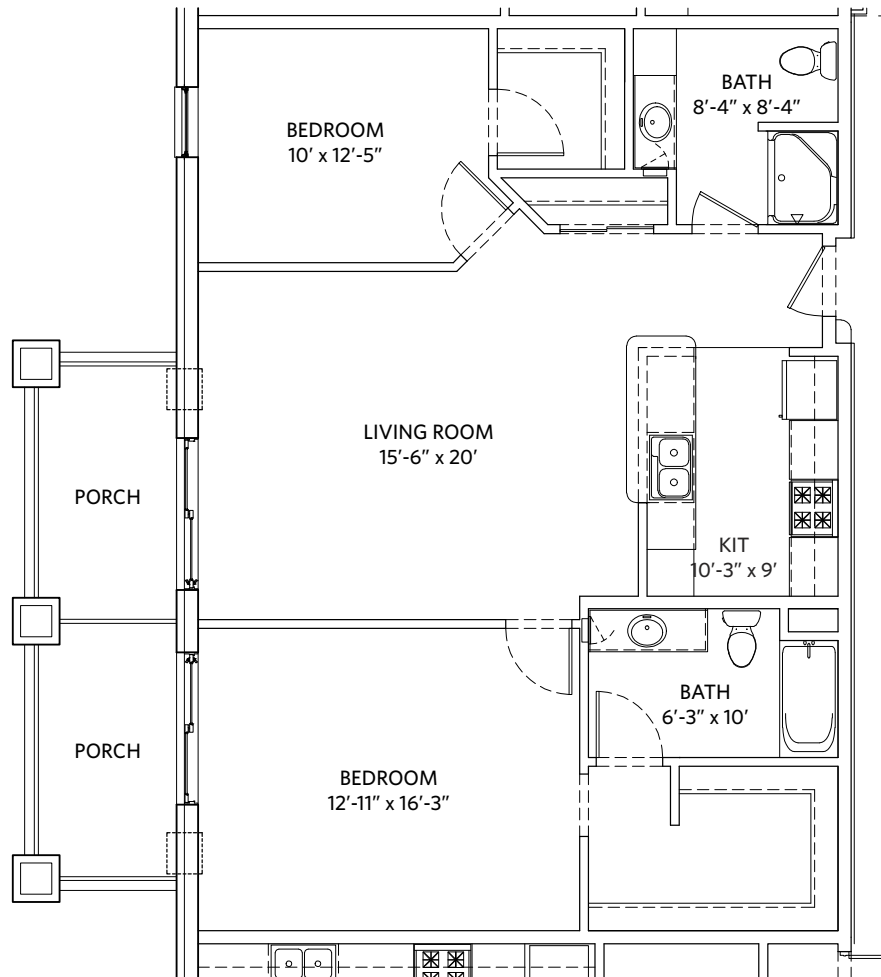 BATH
8’-4” x 8’-4”
BEDROOM
10’ x 12’-5”
LIVING ROOM
15’-6” x 20’
PORCH
KIT
10’-3” x 9’
BATH
6’-3” x 10’
PORCH
BEDROOM
12’-11” x 16’-3”